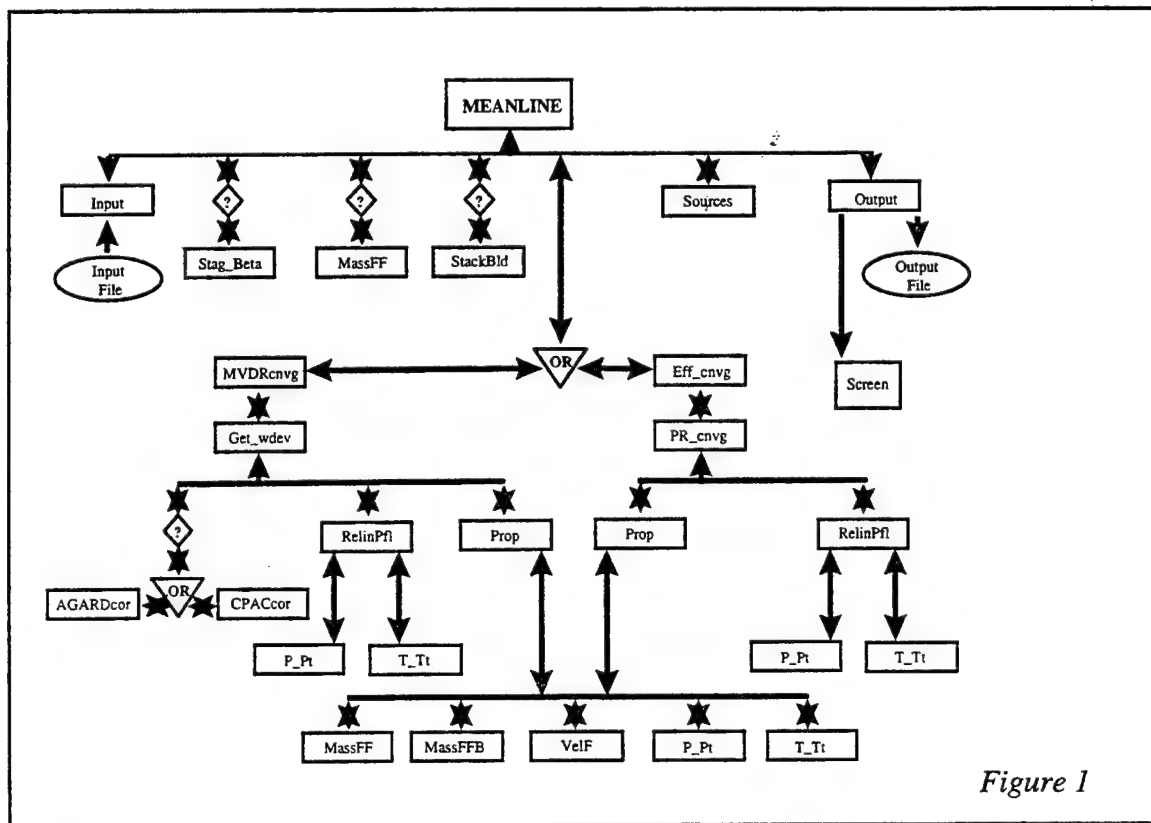 MEANLINE
Input
Sources
Output
?
?
?
Stag_Beta
MassFF
StackBld
Input
File
Output
File
OR
MVDRcnvg
Eff_cnvg
Screen
Get_wdev
PR_cnvg
?
RelinPfl
Prop
Prop
RelinPfl
OR
AGARDcor
CPACcor
P_Pt
T_Tt
P_Pt
T_Tt
MassFF
MassFFB
VelF
P_Pt
T_Tt
Figure 1